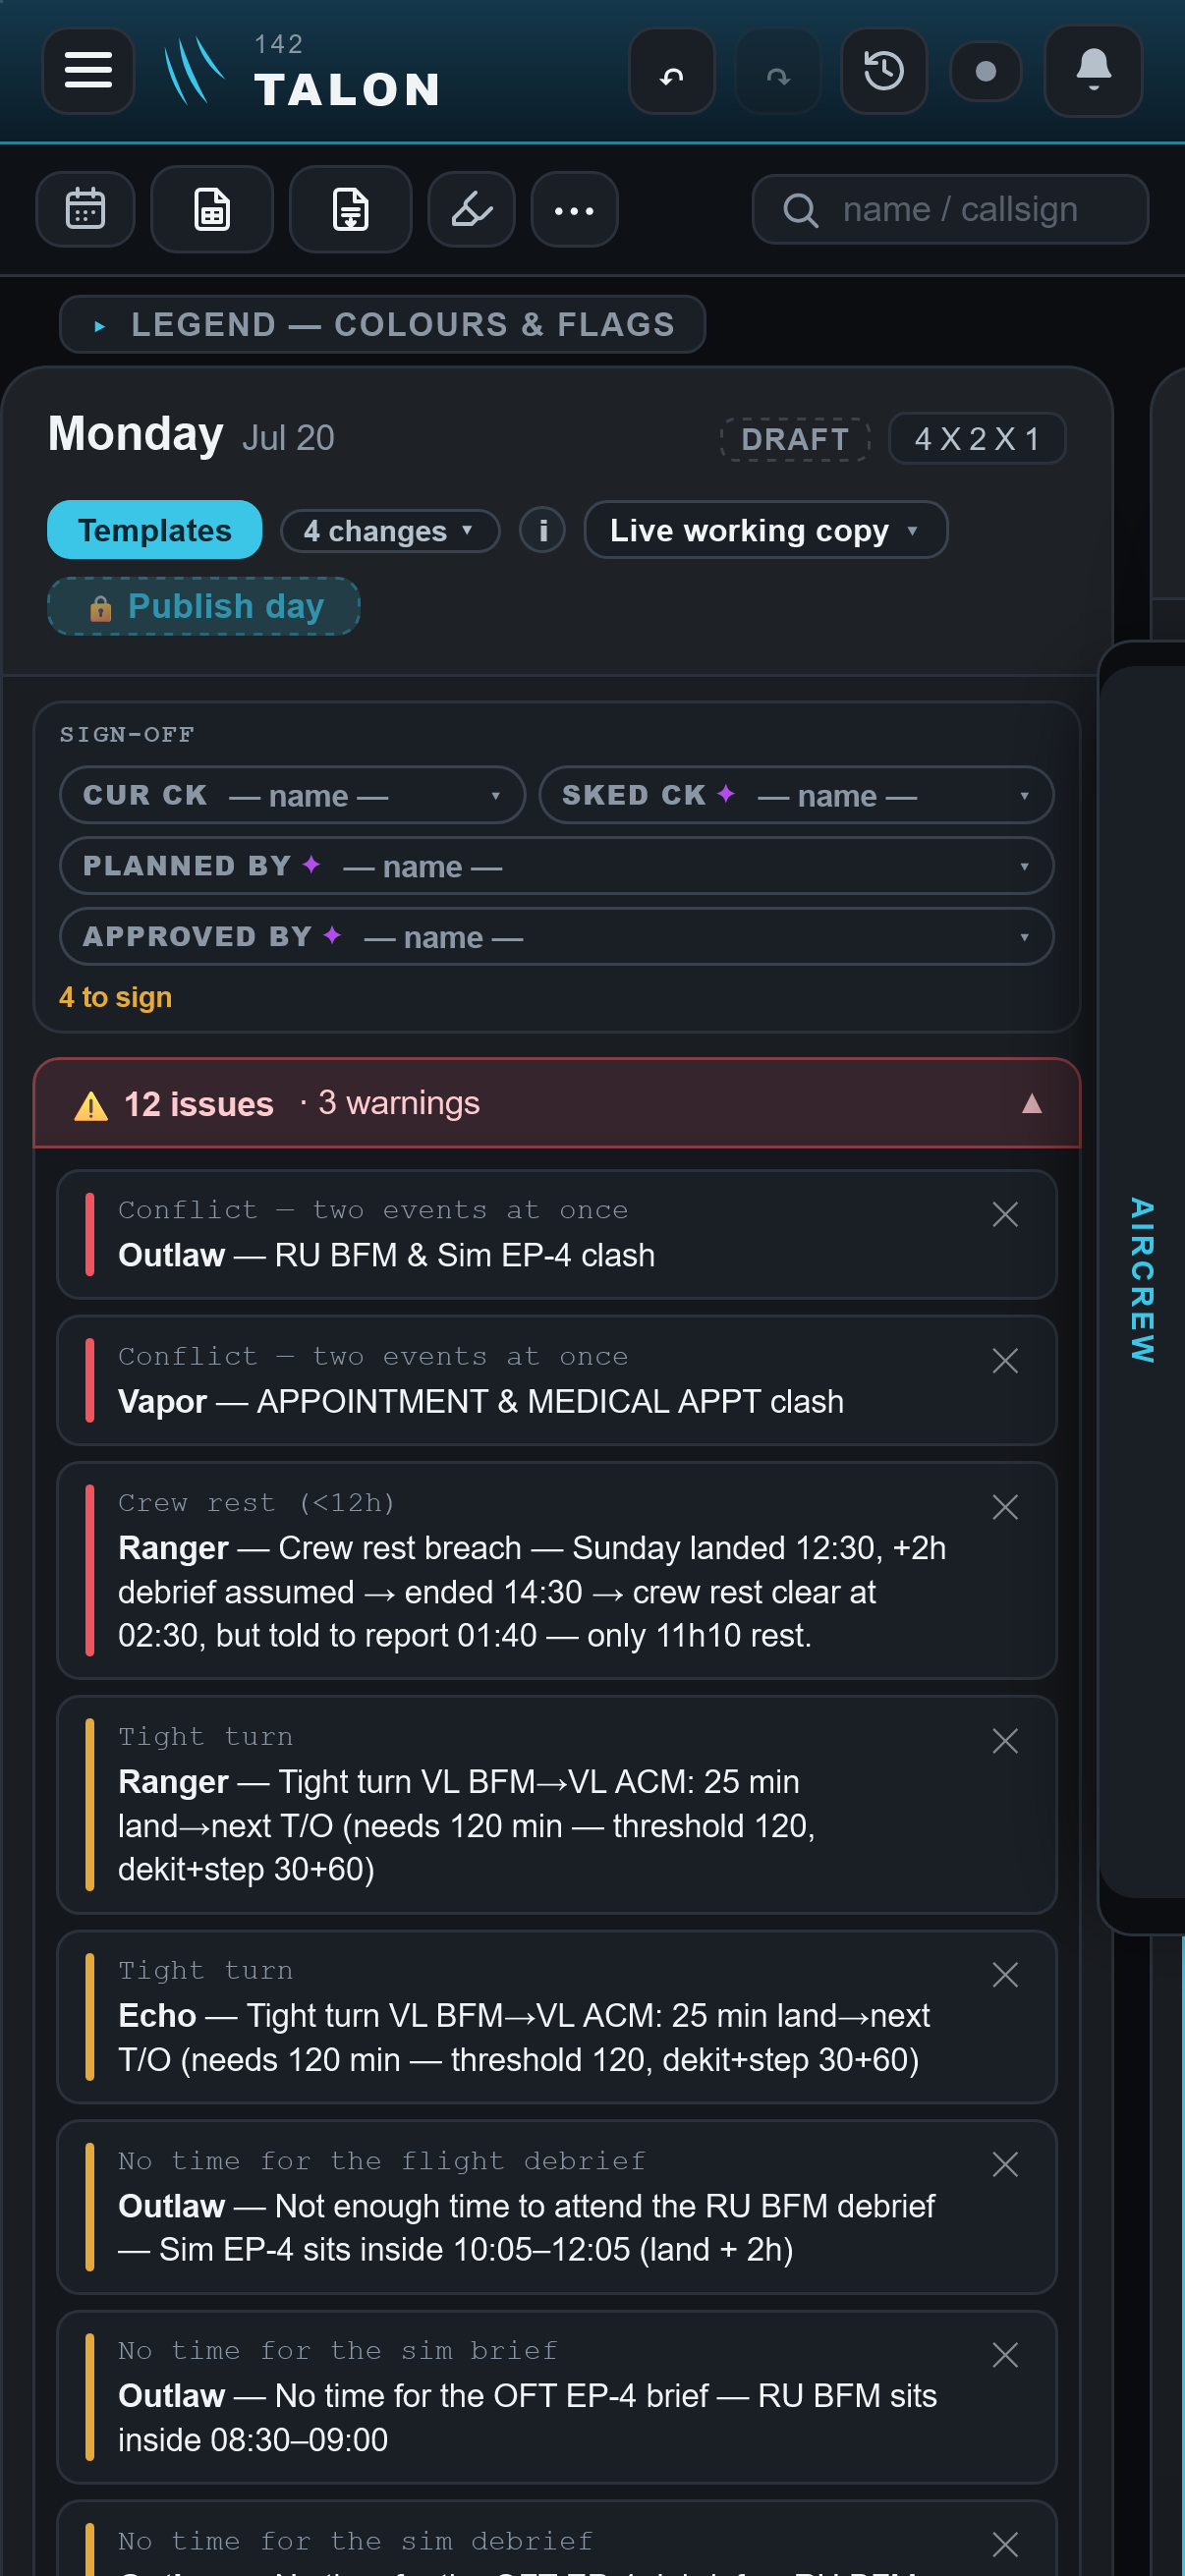 142
TALON
name / callsign
▸ LEGEND — COLOURS & FLAGS
Monday Jul 20
DRAFT
4 X 2 X 1
Templates
4 changes ▾
i
Live working copy ▾
🔒 Publish day
SIGN-OFF
CUR CK — name — ▾
SKED CK ✦ — name — ▾
PLANNED BY ✦ — name — ▾
APPROVED BY ✦ — name — ▾
4 to sign
⚠️ 12 issues · 3 warnings ▲
Conflict — two events at once
Outlaw — RU BFM & Sim EP-4 clash
Conflict — two events at once
Vapor — APPOINTMENT & MEDICAL APPT clash
Crew rest (<12h)
Ranger — Crew rest breach — Sunday landed 12:30, +2h
debrief assumed → ended 14:30 → crew rest clear at
02:30, but told to report 01:40 — only 11h10 rest.
Tight turn
Ranger — Tight turn VL BFM→VL ACM: 25 min
land→next T/O (needs 120 min — threshold 120,
dekit+step 30+60)
Tight turn
Echo — Tight turn VL BFM→VL ACM: 25 min land→next
T/O (needs 120 min — threshold 120, dekit+step 30+60)
No time for the flight debrief
Outlaw — Not enough time to attend the RU BFM debrief
— Sim EP-4 sits inside 10:05–12:05 (land + 2h)
No time for the sim brief
Outlaw — No time for the OFT EP-4 brief — RU BFM sits
inside 08:30–09:00
No time for the sim debrief
AIRCREW